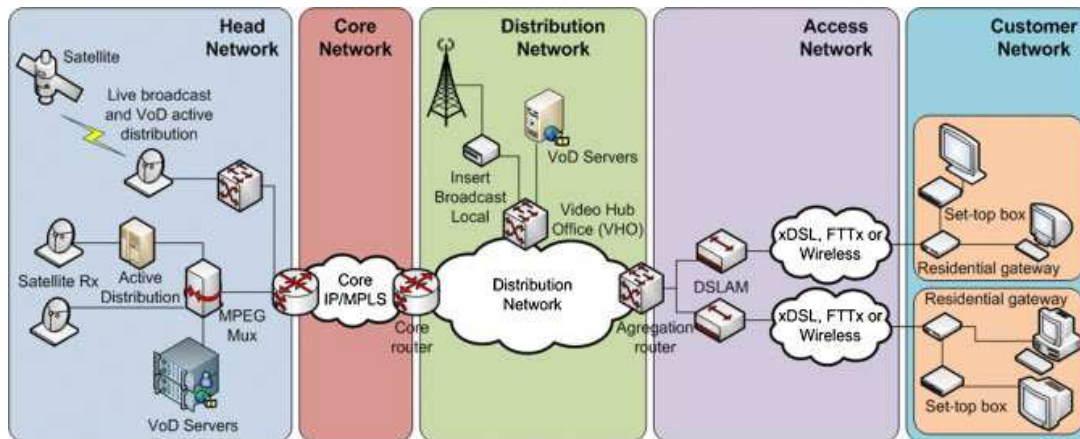 Head
Network
Core
Network
Distribution
Network
Access
Network
Customer
Network
Satellite
Live broadcast
and VoD active
distribution
Satellite Rx
Active
Distribution
MPEG
Mux
VoD Servers
Core
IP/MPLS
Core
router
Insert
Broadcast
Local
VoD Servers
Video Hub
Office (VHO)
Distribution
Network
Agregation
router
DSLAM
xDSL, FTTx or
Wireless
xDSL, FTTx or
Wireless
Set-top box
Residential gateway
Residential gateway
Set-top box